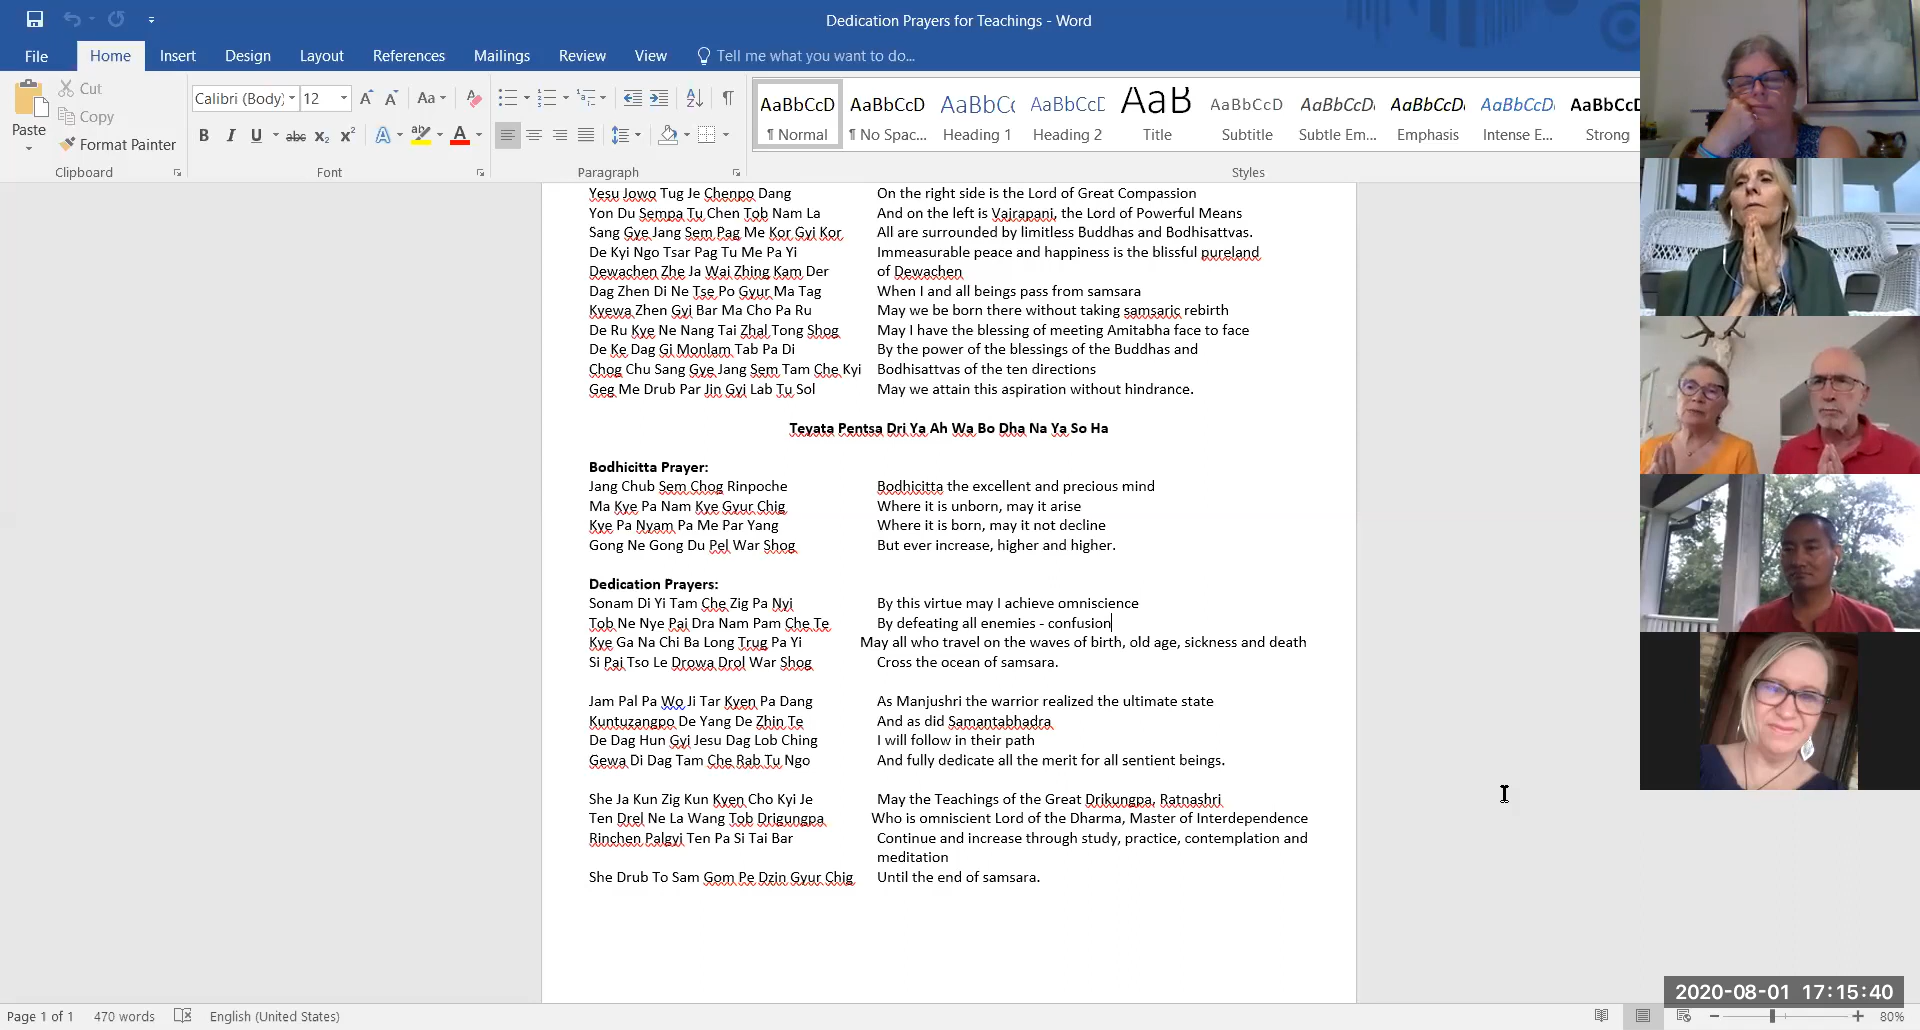 Dedication Prayers for Teachings - Word
File Home Insert Design Layout References Mailings Review View Tell me what you want to do...
Paste
Cut
Copy
Format Painter
Clipboard
Calibri (Body) 12
Aa
B I U abc x₂ x² A A
Font
Paragraph
AaBbCcD AaBbCcD AaBbCc AaBbCcD AaB AaBbCcD AaBbCcD AaBbCcD AaBbCcD AaBbCcD
¶ Normal ¶ No Spac... Heading 1 Heading 2 Title Subtitle Subtle Em... Emphasis Intense E... Strong
Styles
Yesu Jowo Tug Je Chenpo Dang On the right side is the Lord of Great Compassion
Yon Du Sempa Tu Chen Tob Nam La And on the left is Vajrapani, the Lord of Powerful Means
Sang Gye Jang Sem Pag Me Kor Gyi Kor All are surrounded by limitless Buddhas and Bodhisattvas.
De Kyi Ngo Tsar Pag Tu Me Pa Yi Immeasurable peace and happiness is the blissful pureland
Dewachen Zhe Ja Wai Zhing Kam Der of Dewachen
Dag Zhen Di Ne Tse Po Gyur Ma Tag When I and all beings pass from samsara
Kyewa Zhen Gyi Bar Ma Cho Pa Ru May we be born there without taking samsaric rebirth
De Ru Kye Ne Nang Tai Zhal Tong Shog May I have the blessing of meeting Amitabha face to face
De Ke Dag Gi Monlam Tab Pa Di By the power of the blessings of the Buddhas and
Chog Chu Sang Gye Jang Sem Tam Che Kyi Bodhisattvas of the ten directions
Geg Me Drub Par Jin Gyi Lab Tu Sol May we attain this aspiration without hindrance.
Teyata Pentsa Dri Ya Ah Wa Bo Dha Na Ya So Ha
Bodhicitta Prayer:
Jang Chub Sem Chog Rinpoche Bodhicitta the excellent and precious mind
Ma Kye Pa Nam Kye Gyur Chig Where it is unborn, may it arise
Kye Pa Nyam Pa Me Par Yang Where it is born, may it not decline
Gong Ne Gong Du Pel War Shog But ever increase, higher and higher.
Dedication Prayers:
Sonam Di Yi Tam Che Zig Pa Nyi By this virtue may I achieve omniscience
Tob Ne Nye Pai Dra Nam Pam Che Te By defeating all enemies - confusion
Kye Ga Na Chi Ba Long Trug Pa Yi May all who travel on the waves of birth, old age, sickness and death
Si Pai Tso Le Drowa Drol War Shog Cross the ocean of samsara.
Jam Pal Pa Wo Ji Tar Kyen Pa Dang As Manjushri the warrior realized the ultimate state
Kuntuzangpo De Yang De Zhin Te And as did Samantabhadra
De Dag Hun Gyi Jesu Dag Lob Ching I will follow in their path
Gewa Di Dag Tam Che Rab Tu Ngo And fully dedicate all the merit for all sentient beings.
She Ja Kun Zig Kun Kyen Cho Kyi Je May the Teachings of the Great Drikungpa, Ratnashri
Ten Drel Ne La Wang Tob Drigungpa Who is omniscient Lord of the Dharma, Master of Interdependence
Rinchen Palgyi Ten Pa Si Tai Bar Continue and increase through study, practice, contemplation and
meditation
She Drub To Sam Gom Pe Dzin Gyur Chig Until the end of samsara.
2020-08-01 17:15:40
Page 1 of 1 470 words English (United States) 80%